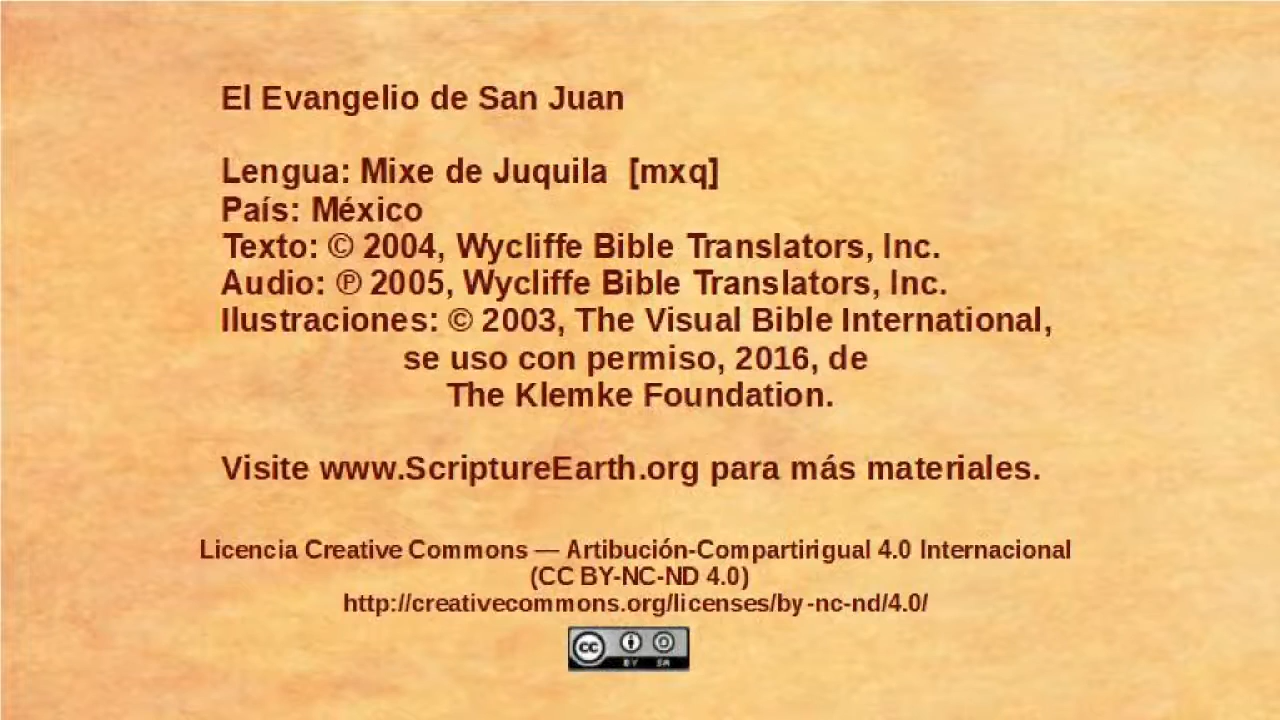 El Evangelio de San Juan
Lengua: Mixe de Juquila [mxq]
País: México
Texto: © 2004, Wycliffe Bible Translators, Inc.
Audio: ℗ 2005, Wycliffe Bible Translators, Inc.
Ilustraciones: © 2003, The Visual Bible International,
se uso con permiso, 2016, de
The Klemke Foundation.
Visite www.ScriptureEarth.org para más materiales.
Licencia Creative Commons — Artibución-Compartirigual 4.0 Internacional
(CC BY-NC-ND 4.0)
http://creativecommons.org/licenses/by-nc-nd/4.0/
cc BY SA